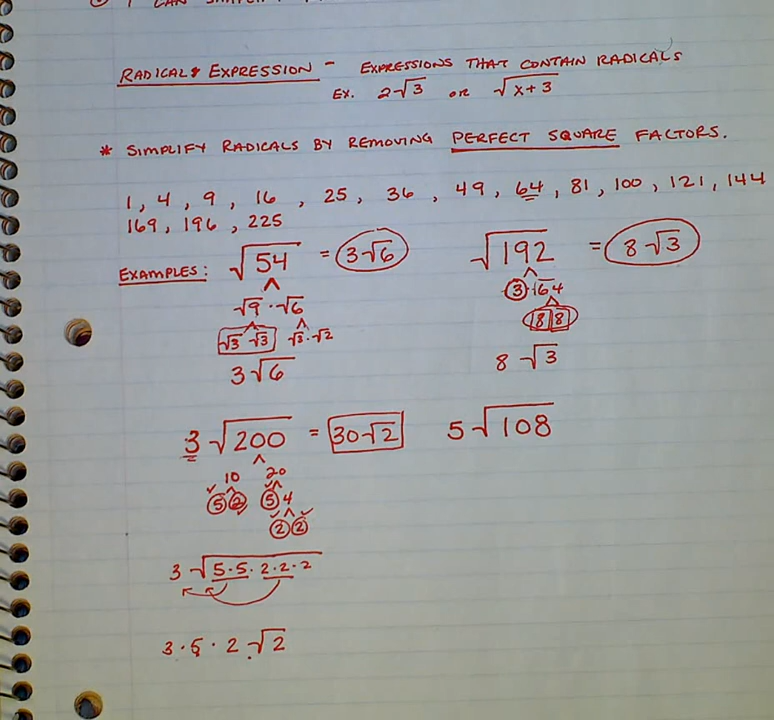 RADICAL EXPRESSION - EXPRESSIONS THAT CONTAIN RADICALS
EX. 2√3 OR √x+3
* SIMPLIFY RADICALS BY REMOVING PERFECT SQUARE FACTORS.
1, 4, 9, 16, 25, 36, 49, 64, 81, 100, 121, 144
169, 196, 225
EXAMPLES: √54 = 3√6 √192 = 8√3
√9 · √6 3 · 64
√3 √3 √3 · √2 8 8
3√6 8√3
3√200 = 30√2 5√108
10 20
5 2 5 4
2 2
3√5·5·2·2·2
3·5·2√2